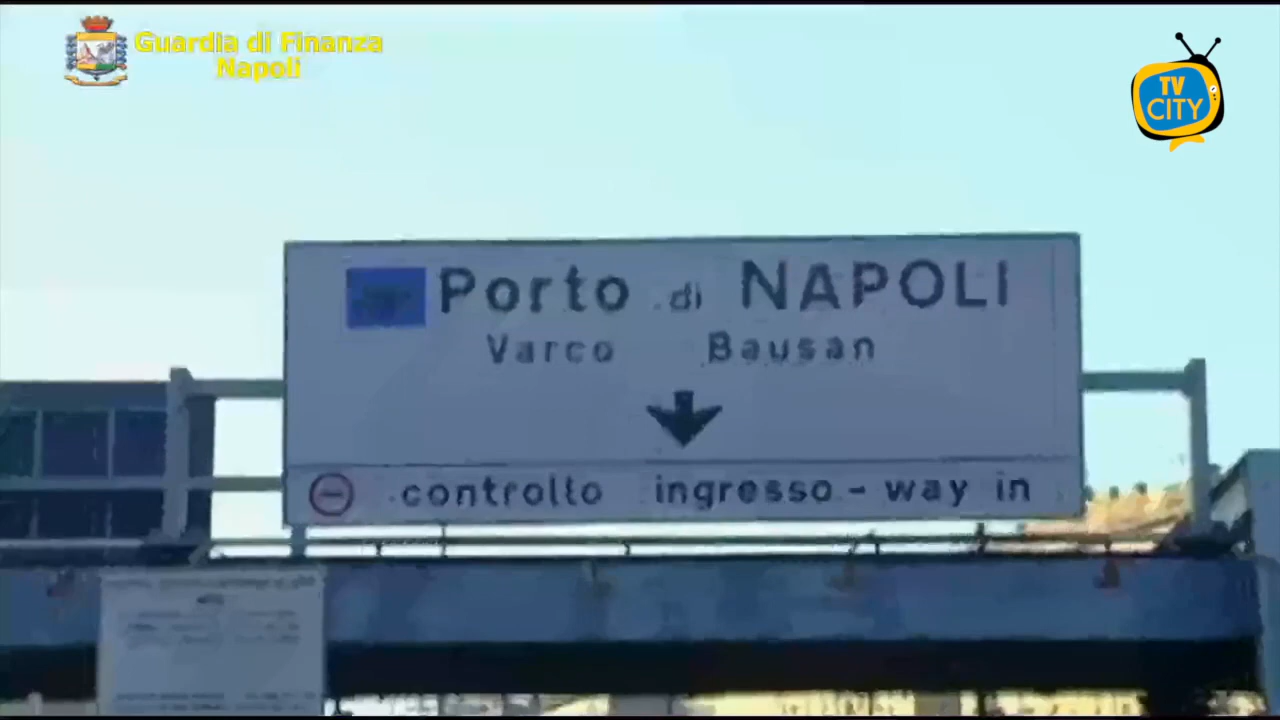 Guardia di Finanza
Napoli
TV
CITY
Porto di NAPOLI
Varco Bausan
controllo ingresso - way in